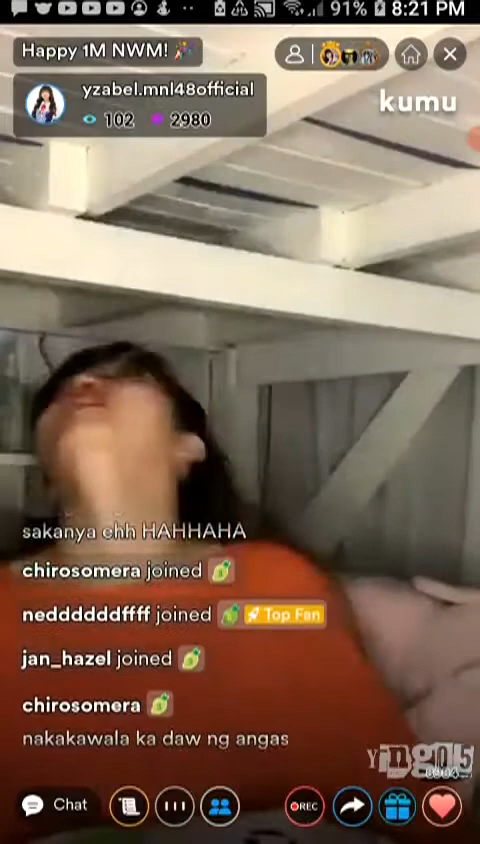 91% 8:21 PM
Happy 1M NWM!
yzabel.mnl48official
102 2980
kumu
sakanya ehh HAHHAHA
chirosomera joined
neddddddffff joined Top Fan
jan_hazel joined
chirosomera
nakakawala ka daw ng angas
Chat
REC